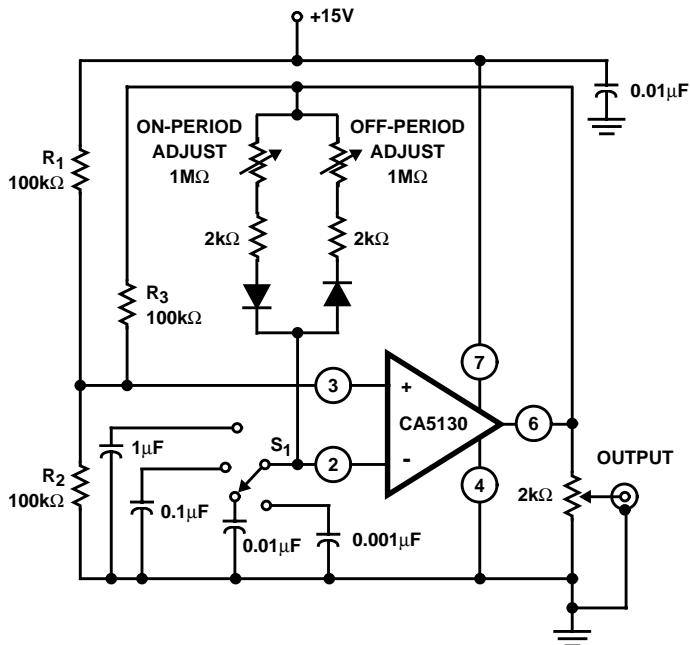 +15V
0.01μF
ON-PERIOD
ADJUST
1MΩ
OFF-PERIOD
ADJUST
1MΩ
R1
100kΩ
2kΩ
2kΩ
R3
100kΩ
7
3
+
CA5130
6
S1
1μF
2
-
4
OUTPUT
R2
100kΩ
0.1μF
0.01μF
0.001μF
2kΩ